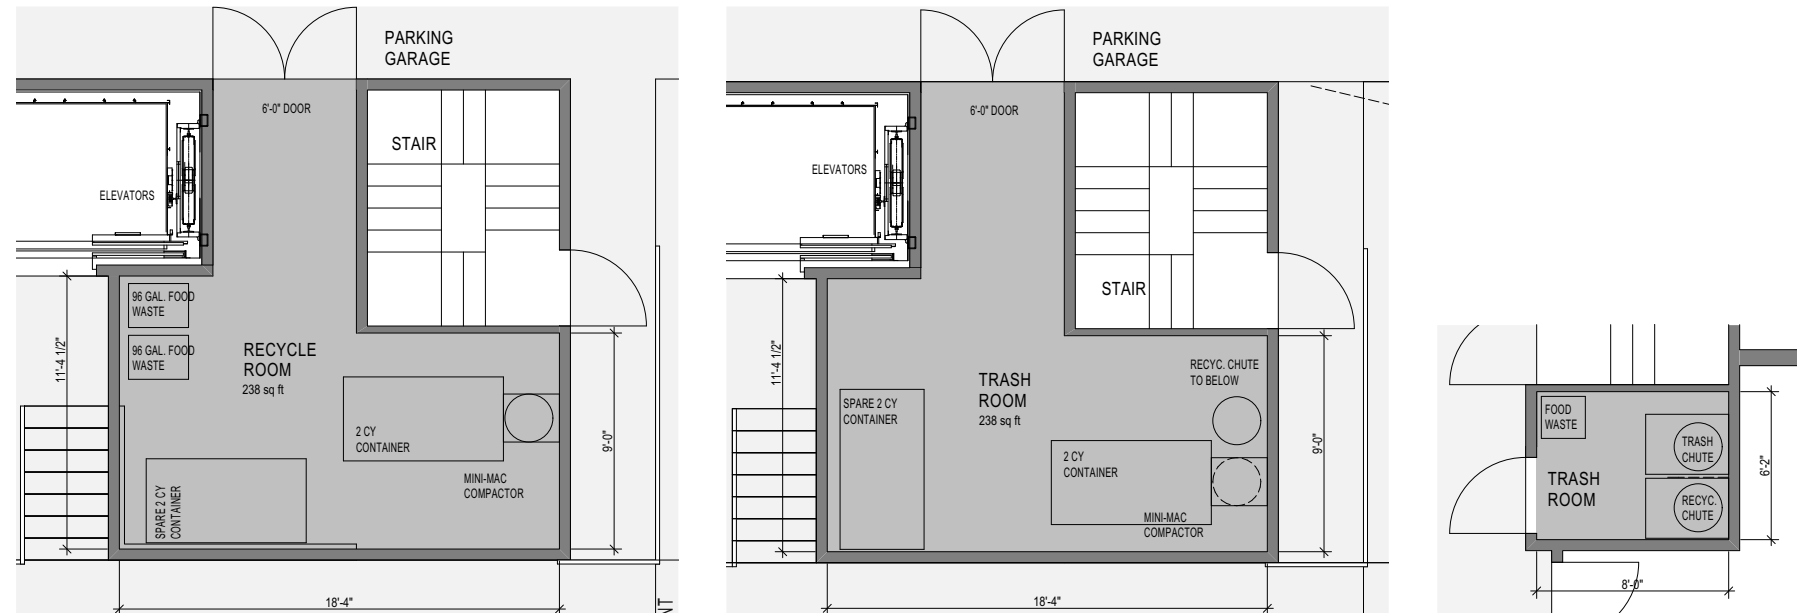 PARKING
GARAGE
6'-0" DOOR
STAIR
ELEVATORS
96 GAL. FOOD
WASTE
96 GAL. FOOD
WASTE
RECYCLE
ROOM
238 sq ft
11'-4 1/2"
2 CY
CONTAINER
9'-0"
MINI-MAC
COMPACTOR
SPARE 2 CY
CONTAINER
18'-4"
NT
PARKING
GARAGE
6'-0" DOOR
ELEVATORS
STAIR
11'-4 1/2"
RECYC. CHUTE
TO BELOW
TRASH
ROOM
238 sq ft
SPARE 2 CY
CONTAINER
2 CY
CONTAINER
9'-0"
MINI-MAC
COMPACTOR
18'-4"
FOOD
WASTE
TRASH
CHUTE
6'-2"
TRASH
ROOM
RECYC.
CHUTE
8'-0"